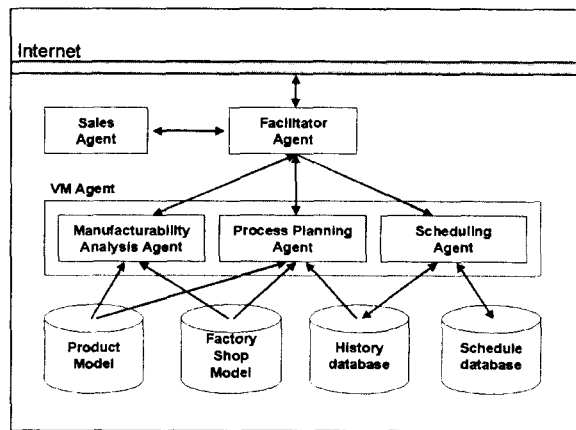 Internet
Sales
Agent
Facilitator
Agent
VM Agent
Manufacturability
Analysis Agent
Process Planning
Agent
Scheduling
Agent
Product
Model
Factory
Shop
Model
History
database
Schedule
database